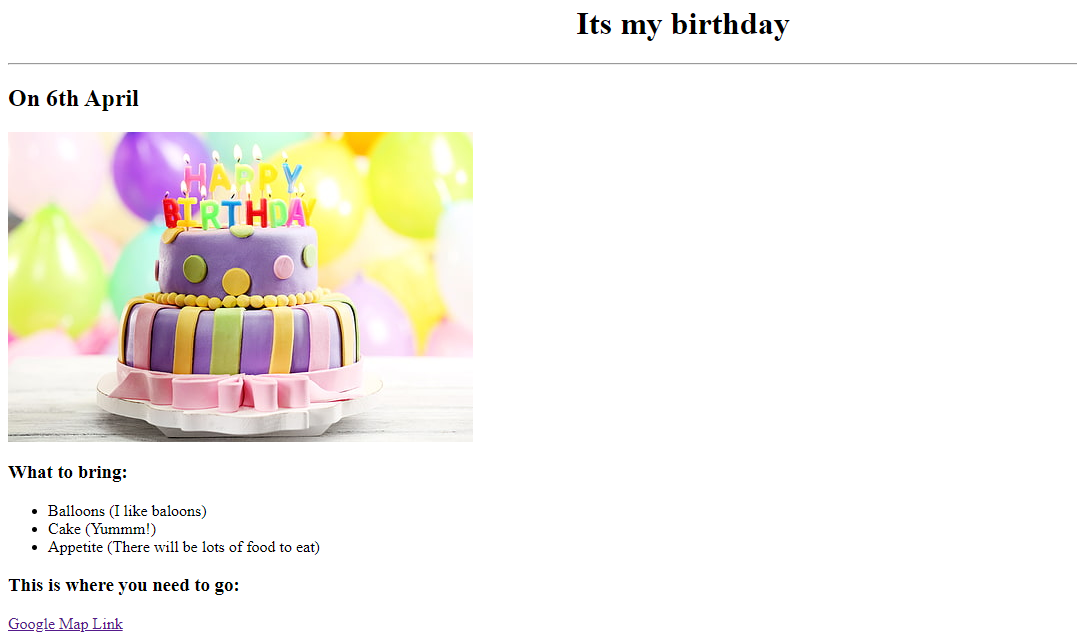 Its my birthday
On 6th April
HAPPY
BIRTHDAY
What to bring:
Balloons (I like baloons)
Cake (Yummm!)
Appetite (There will be lots of food to eat)
This is where you need to go:
Google Map Link